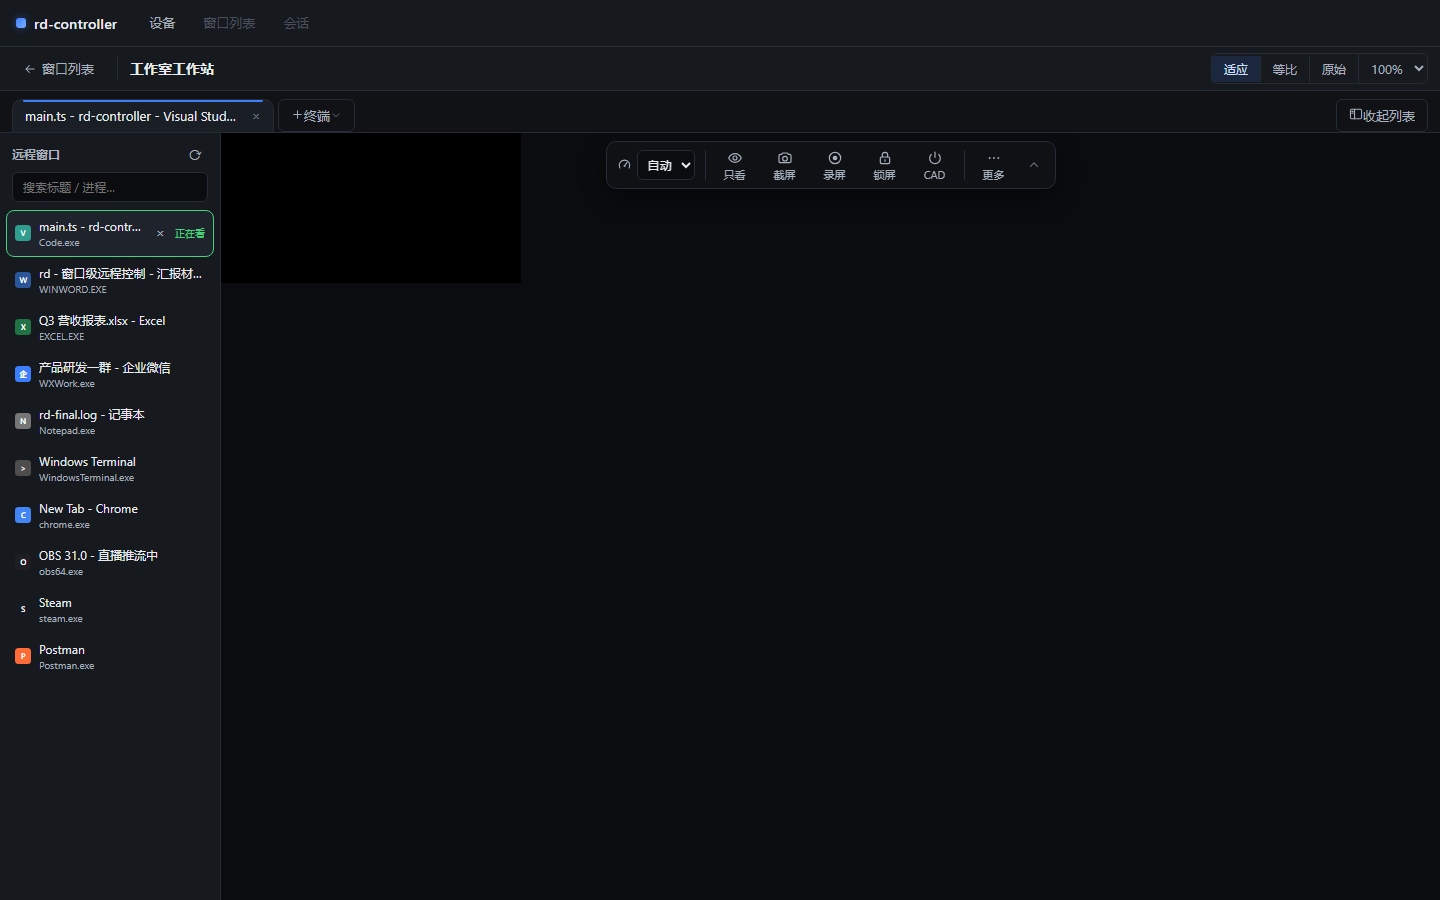 rd-controller 设备 窗口列表 会话
← 窗口列表 工作室工作站 适应 等比 原始 100%
main.ts - rd-controller - Visual Stud... × +终端 收起列表
远程窗口
搜索标题 / 进程...
自动 只看 截屏 录屏 锁屏 CAD 更多
V main.ts - rd-contr... × 正在看
Code.exe
W rd - 窗口级远程控制 - 汇报材...
WINWORD.EXE
X Q3 营收报表.xlsx - Excel
EXCEL.EXE
企 产品研发一群 - 企业微信
WXWork.exe
N rd-final.log - 记事本
Notepad.exe
> Windows Terminal
WindowsTerminal.exe
C New Tab - Chrome
chrome.exe
O OBS 31.0 - 直播推流中
obs64.exe
S Steam
steam.exe
P Postman
Postman.exe